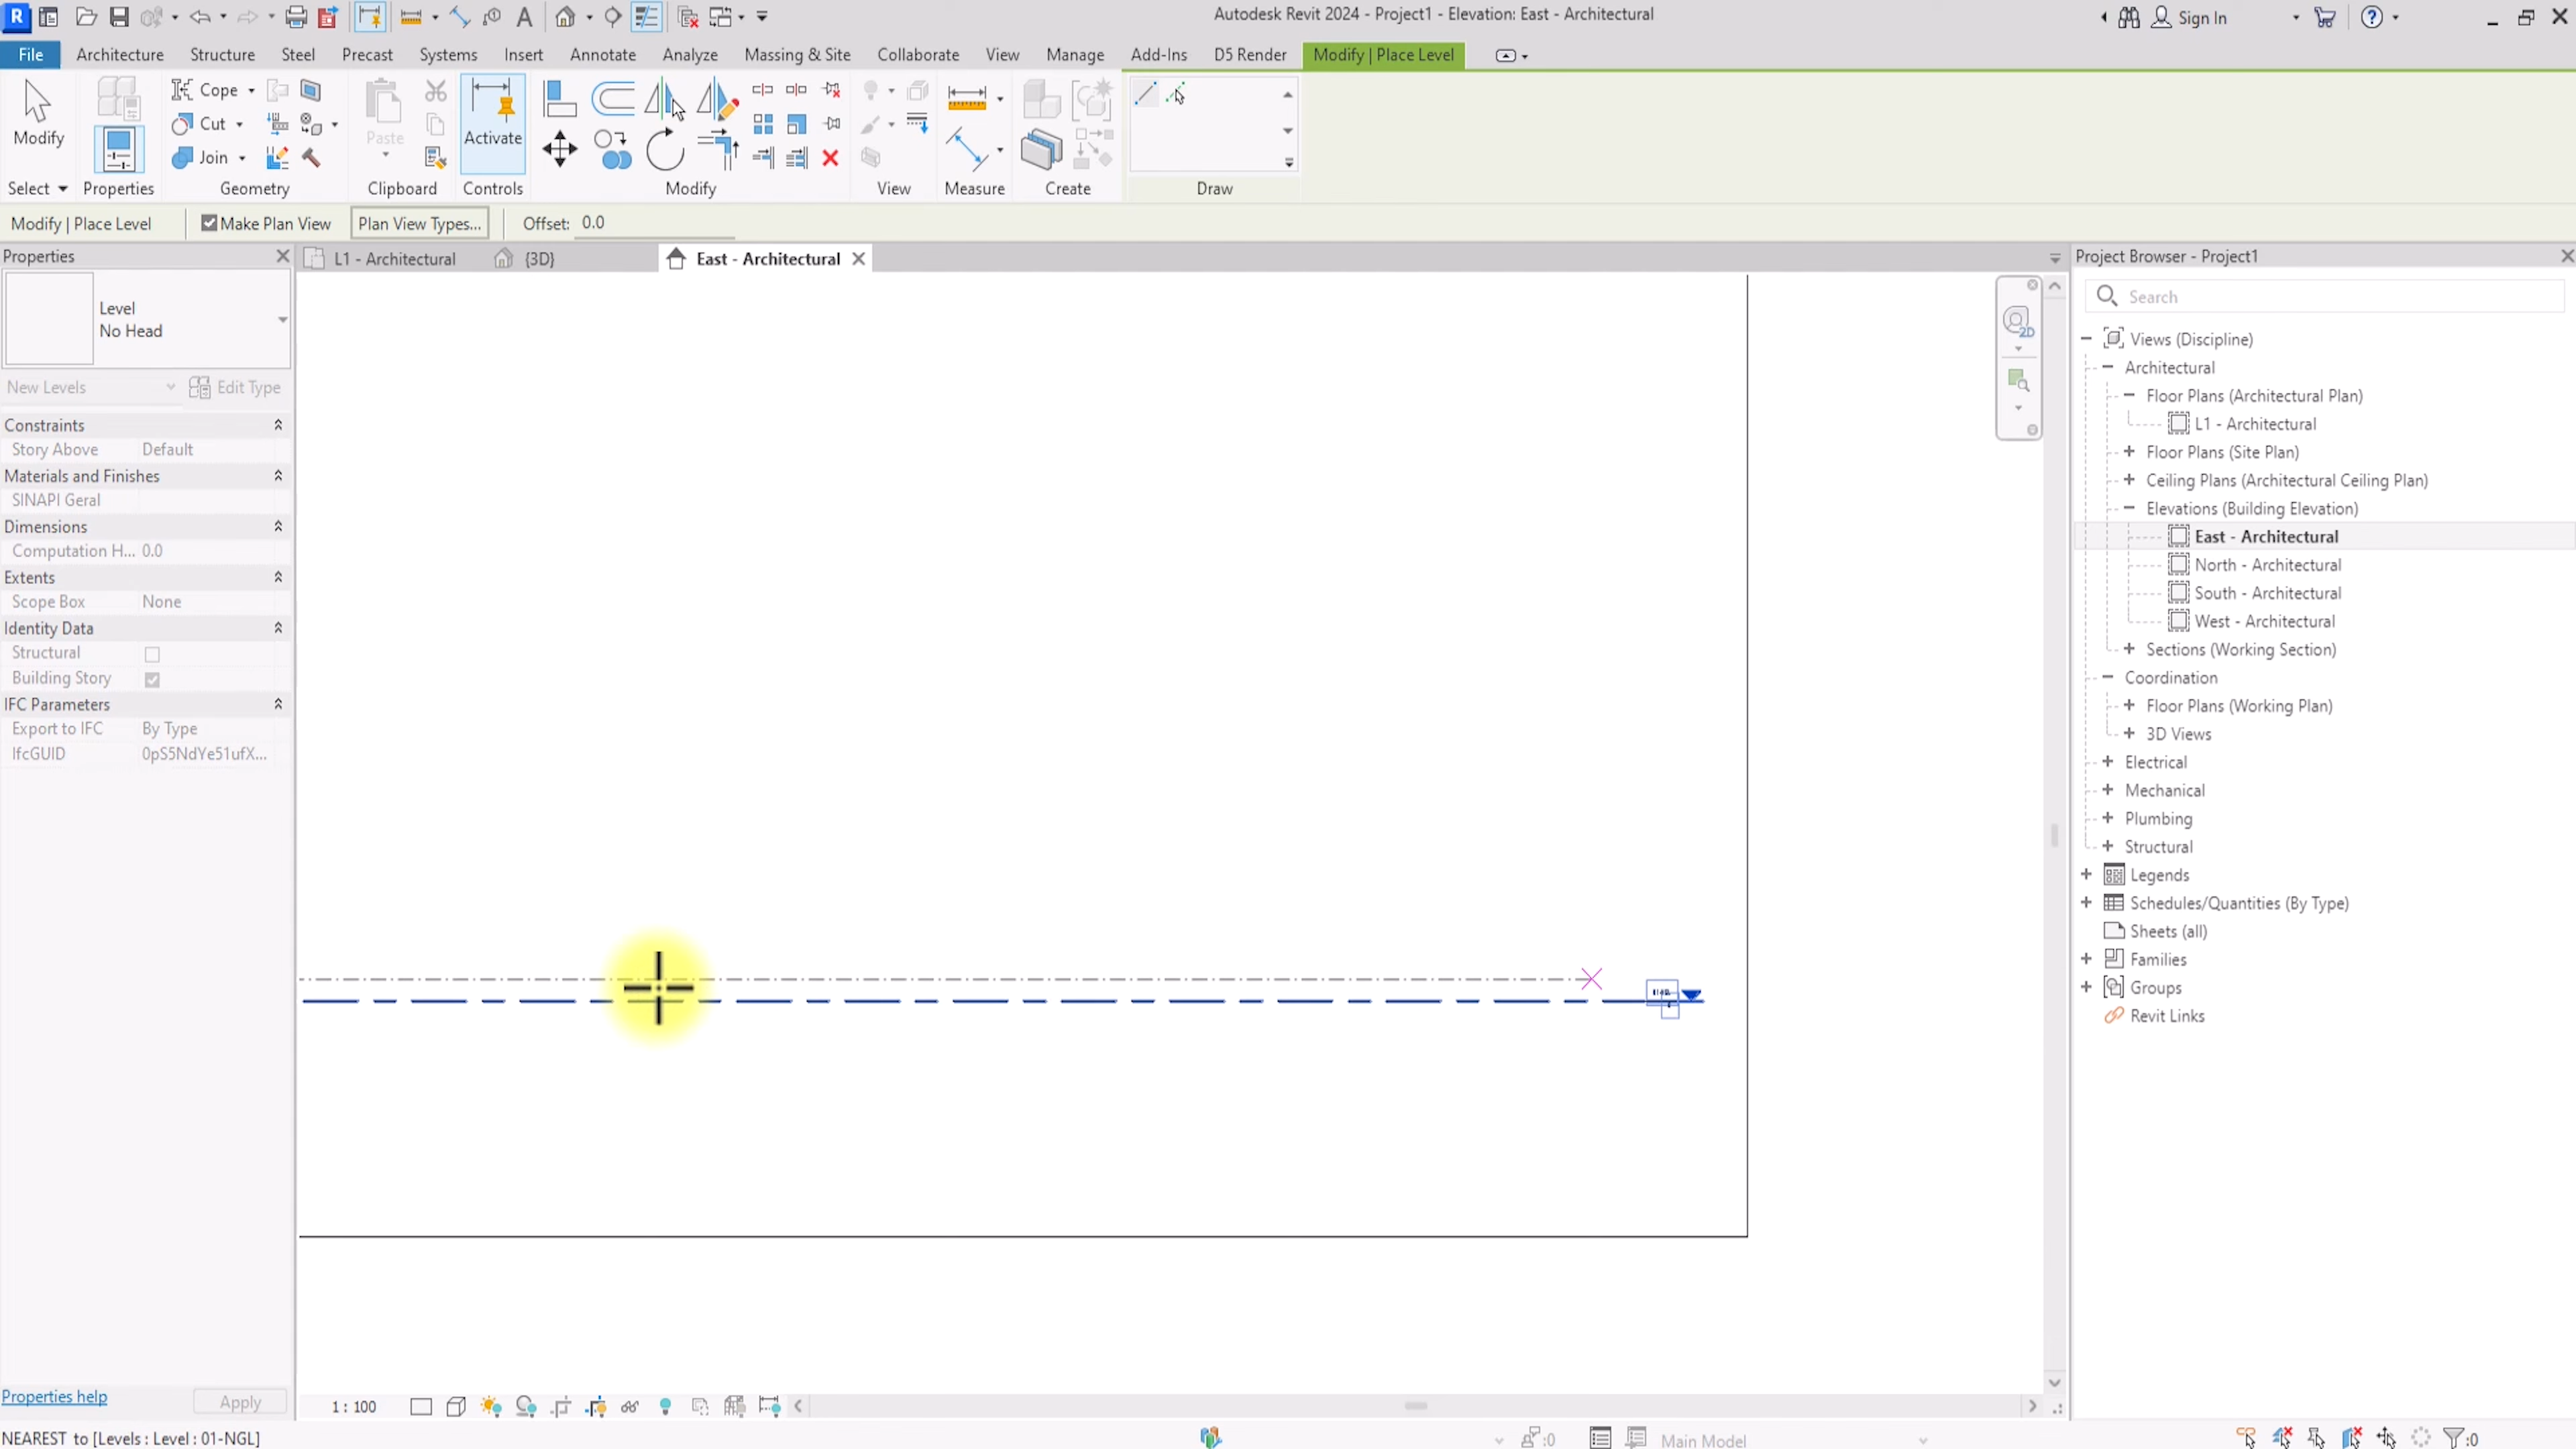 Autodesk Revit 2024 - Project1 - Elevation: East - Architectural
Sign In
File Architecture Structure Steel Precast Systems Insert Annotate Analyze Massing & Site Collaborate View Manage Add-Ins D5 Render Modify | Place Level
Modify
Cope
Cut
Join
Paste
Activate
Select Properties Geometry Clipboard Controls Modify View Measure Create Draw
Modify | Place Level Make Plan View Plan View Types... Offset: 0.0
Properties
L1 - Architectural {3D} East - Architectural
Project Browser - Project1
Level
No Head
New Levels Edit Type
Constraints
Story Above Default
Materials and Finishes
SINAPI Geral
Dimensions
Computation H... 0.0
Extents
Scope Box None
Identity Data
Structural
Building Story
IFC Parameters
Export to IFC By Type
IfcGUID 0pS5NdYe51ufX...
Properties help Apply
2D
Search
Views (Discipline)
Architectural
Floor Plans (Architectural Plan)
L1 - Architectural
Floor Plans (Site Plan)
Ceiling Plans (Architectural Ceiling Plan)
Elevations (Building Elevation)
East - Architectural
North - Architectural
South - Architectural
West - Architectural
Sections (Working Section)
Coordination
Floor Plans (Working Plan)
3D Views
Electrical
Mechanical
Plumbing
Structural
Legends
Schedules/Quantities (By Type)
Sheets (all)
Families
Groups
Revit Links
1 : 100
NEAREST to [Levels : Level : 01-NGL]
:0
Main Model
:0